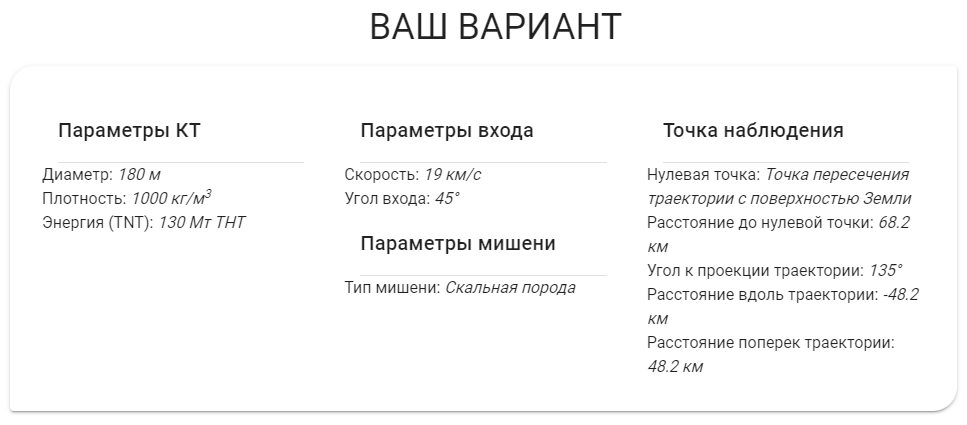 ВАШ ВАРИАНТ
Параметры КТ
Диаметр: 180 м
Плотность: 1000 кг/м³
Энергия (TNT): 130 Мт ТНТ
Параметры входа
Скорость: 19 км/с
Угол входа: 45°
Параметры мишени
Тип мишени: Скальная порода
Точка наблюдения
Нулевая точка: Точка пересечения
траектории с поверхностью Земли
Расстояние до нулевой точки: 68.2
км
Угол к проекции траектории: 135°
Расстояние вдоль траектории: -48.2
км
Расстояние поперек траектории:
48.2 км